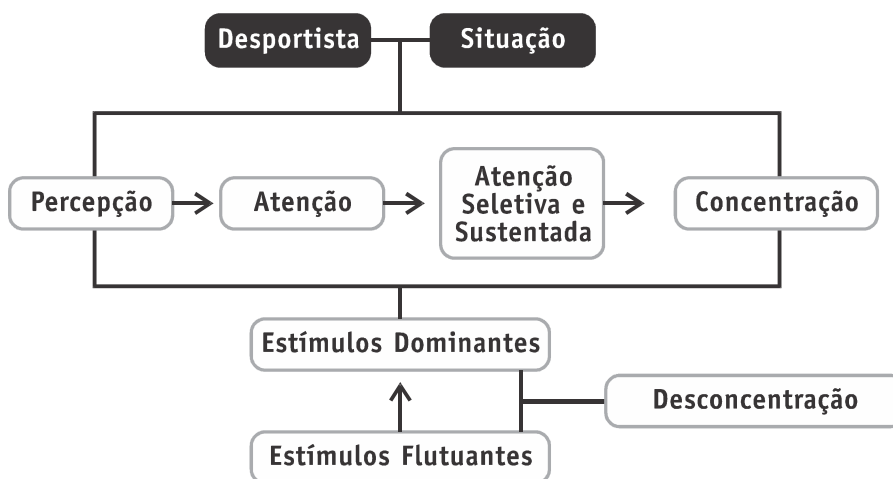 Desportista
Situação
Percepção
Atenção
Atenção
Seletiva e
Sustentada
Concentração
Estímulos Dominantes
Desconcentração
Estímulos Flutuantes